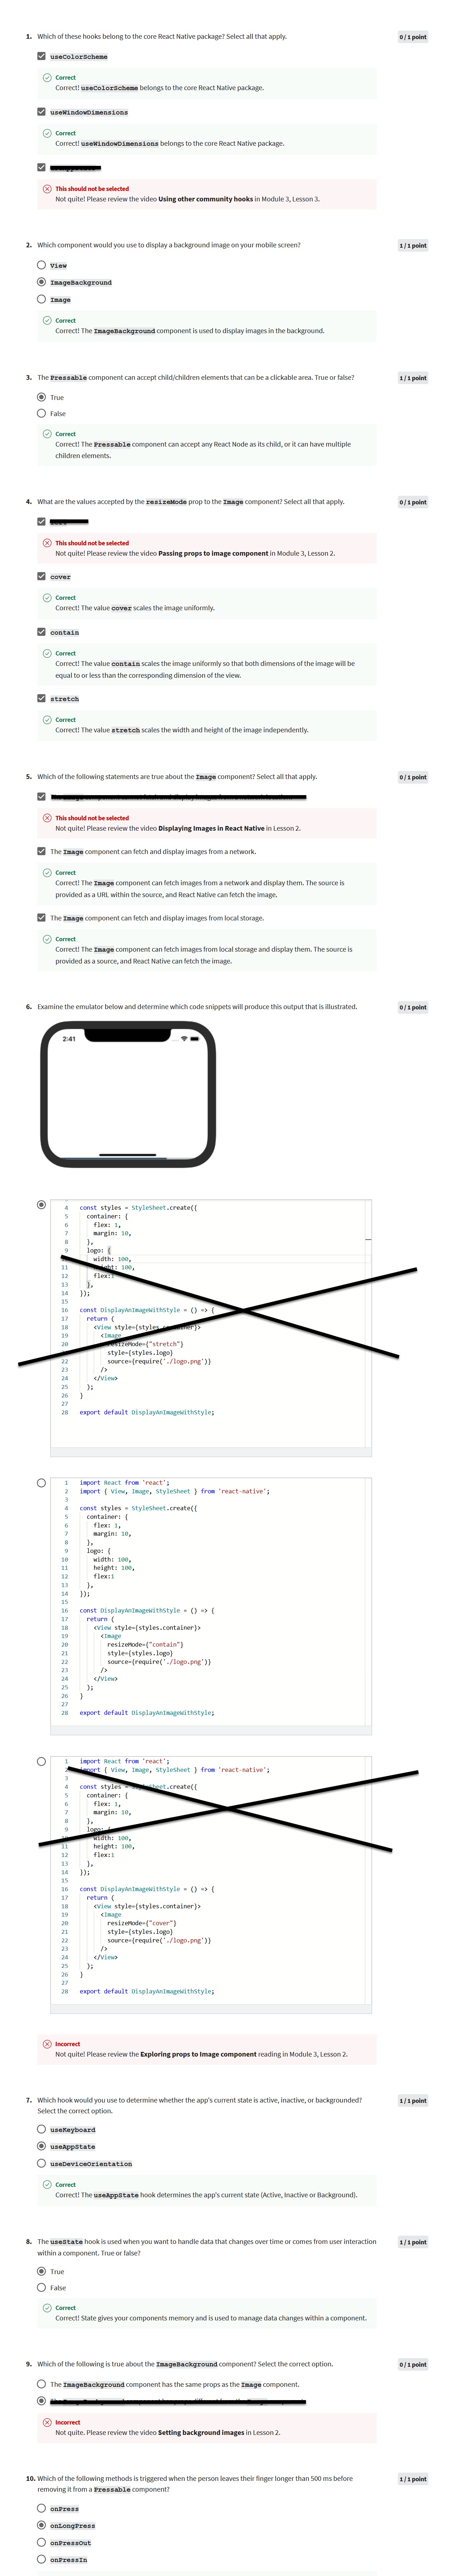 1. Which of these hooks belong to the core React Native package? Select all that apply.
0 / 1 point
useColorScheme
Correct
Correct! useColorScheme belongs to the core React Native package.
useWindowDimensions
Correct
Correct! useWindowDimensions belongs to the core React Native package.
This should not be selected
Not quite! Please review the video Using other community hooks in Module 3, Lesson 3.
2. Which component would you use to display a background image on your mobile screen?
1 / 1 point
View
ImageBackground
Image
Correct
Correct! The ImageBackground component is used to display images in the background.
3. The Pressable component can accept child/children elements that can be a clickable area. True or false?
1 / 1 point
True
False
Correct
Correct! The Pressable component can accept any React Node as its child, or it can have multiple
children elements.
4. What are the values accepted by the resizeMode prop to the Image component? Select all that apply.
0 / 1 point
This should not be selected
Not quite! Please review the video Passing props to image component in Module 3, Lesson 2.
cover
Correct
Correct! The value cover scales the image uniformly.
contain
Correct
Correct! The value contain scales the image uniformly so that both dimensions of the image will be
equal to or less than the corresponding dimension of the view.
stretch
Correct
Correct! The value stretch scales the width and height of the image independently.
5. Which of the following statements are true about the Image component? Select all that apply.
0 / 1 point
This should not be selected
Not quite! Please review the video Displaying Images in React Native in Lesson 2.
The Image component can fetch and display images from a network.
Correct
Correct! The Image component can fetch images from a network and display them. The source is
provided as a URL within the source, and React Native can fetch the image.
The Image component can fetch and display images from local storage.
Correct
Correct! The Image component can fetch images from local storage and display them. The source is
provided as a source, and React Native can fetch the image.
6. Examine the emulator below and determine which code snippets will produce this output that is illustrated.
0 / 1 point
2:41
4 const styles = StyleSheet.create({
5 container: {
6 flex: 1,
7 margin: 10,
8 },
9 logo: {
10 width: 100,
11 height: 100,
12 flex:1
13 },
14 });
15
16 const DisplayAnImageWithStyle = () => {
17 return (
18 <View style={styles.container}>
19 <Image
20 resizeMode={"stretch"}
21 style={styles.logo}
22 source={require('./logo.png')}
23 />
24 </View>
25 );
26 }
27
28 export default DisplayAnImageWithStyle;
1 import React from 'react';
2 import { View, Image, StyleSheet } from 'react-native';
3
4 const styles = StyleSheet.create({
5 container: {
6 flex: 1,
7 margin: 10,
8 },
9 logo: {
10 width: 100,
11 height: 100,
12 flex:1
13 },
14 });
15
16 const DisplayAnImageWithStyle = () => {
17 return (
18 <View style={styles.container}>
19 <Image
20 resizeMode={"contain"}
21 style={styles.logo}
22 source={require('./logo.png')}
23 />
24 </View>
25 );
26 }
27
28 export default DisplayAnImageWithStyle;
1 import React from 'react';
2 import { View, Image, StyleSheet } from 'react-native';
3
4 const styles = StyleSheet.create({
5 container: {
6 flex: 1,
7 margin: 10,
8 },
9 logo: {
10 width: 100,
11 height: 100,
12 flex:1
13 },
14 });
15
16 const DisplayAnImageWithStyle = () => {
17 return (
18 <View style={styles.container}>
19 <Image
20 resizeMode={"cover"}
21 style={styles.logo}
22 source={require('./logo.png')}
23 />
24 </View>
25 );
26 }
27
28 export default DisplayAnImageWithStyle;
Incorrect
Not quite! Please review the Exploring props to Image component reading in Module 3, Lesson 2.
7. Which hook would you use to determine whether the app's current state is active, inactive, or backgrounded?
Select the correct option.
1 / 1 point
useKeyboard
useAppState
useDeviceOrientation
Correct
Correct! The useAppState hook determines the app's current state (Active, Inactive or Background).
8. The useState hook is used when you want to handle data that changes over time or comes from user interaction
within a component. True or false?
1 / 1 point
True
False
Correct
Correct! State gives your components memory and is used to manage data changes within a component.
9. Which of the following is true about the ImageBackground component? Select the correct option.
0 / 1 point
The ImageBackground component has the same props as the Image component.
Incorrect
Not quite. Please review the video Setting background images in Lesson 2.
10. Which of the following methods is triggered when the person leaves their finger longer than 500 ms before
removing it from a Pressable component?
1 / 1 point
onPress
onLongPress
onPressOut
onPressIn